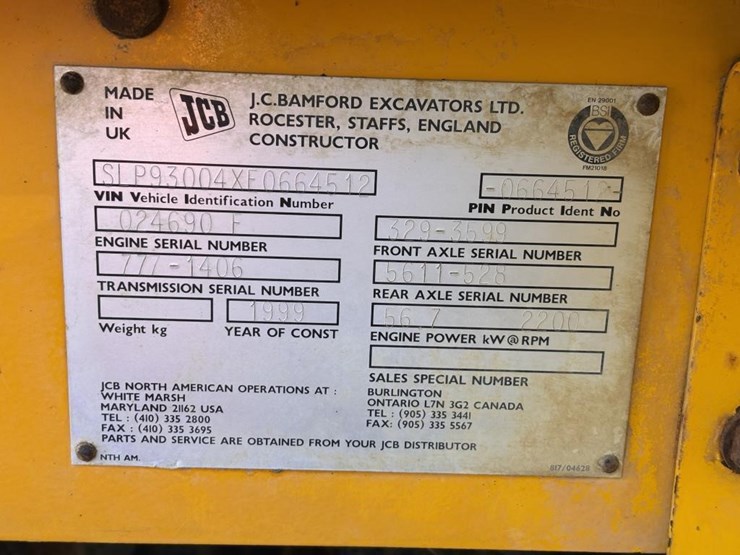 MADE
IN
UK
JCB
J.C.BAMFORD EXCAVATORS LTD.
ROCESTER, STAFFS, ENGLAND
CONSTRUCTOR
EN 29001
BSI
REGISTERED FIRM
FM21018
SLP93004XE0664512
VIN Vehicle Identification Number
-0664512-
PIN Product Ident No
024690 F
ENGINE SERIAL NUMBER
329-3599
FRONT AXLE SERIAL NUMBER
777-1406
TRANSMISSION SERIAL NUMBER
5611-528
REAR AXLE SERIAL NUMBER
Weight kg
1999
YEAR OF CONST
56.7 2200
ENGINE POWER kW @ RPM
SALES SPECIAL NUMBER
JCB NORTH AMERICAN OPERATIONS AT :
WHITE MARSH
MARYLAND 21162 USA
TEL : (410) 335 2800
FAX : (410) 335 3695
BURLINGTON
ONTARIO L7N 3G2 CANADA
TEL : (905) 335 3441
FAX: (905) 335 5567
PARTS AND SERVICE ARE OBTAINED FROM YOUR JCB DISTRIBUTOR
NTH AM.
817/04628